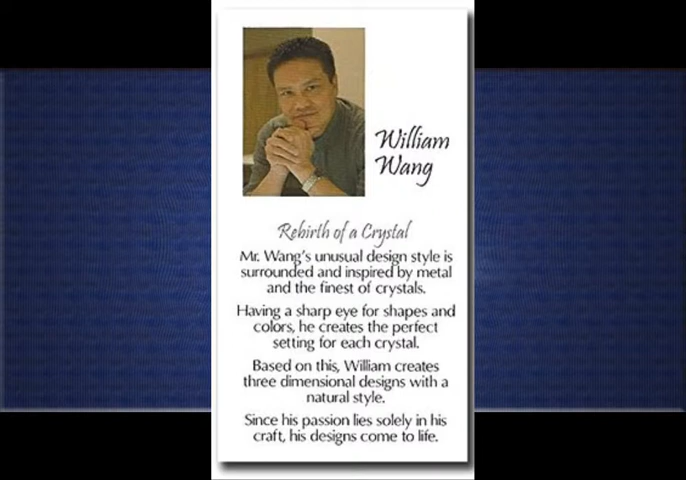 William
Wang
Rebirth of a Crystal
Mr. Wang's unusual design style is
surrounded and inspired by metal
and the finest of crystals.
Having a sharp eye for shapes and
colors, he creates the perfect
setting for each crystal.
Based on this, William creates
three dimensional designs with a
natural style.
Since his passion lies solely in his
craft, his designs come to life.